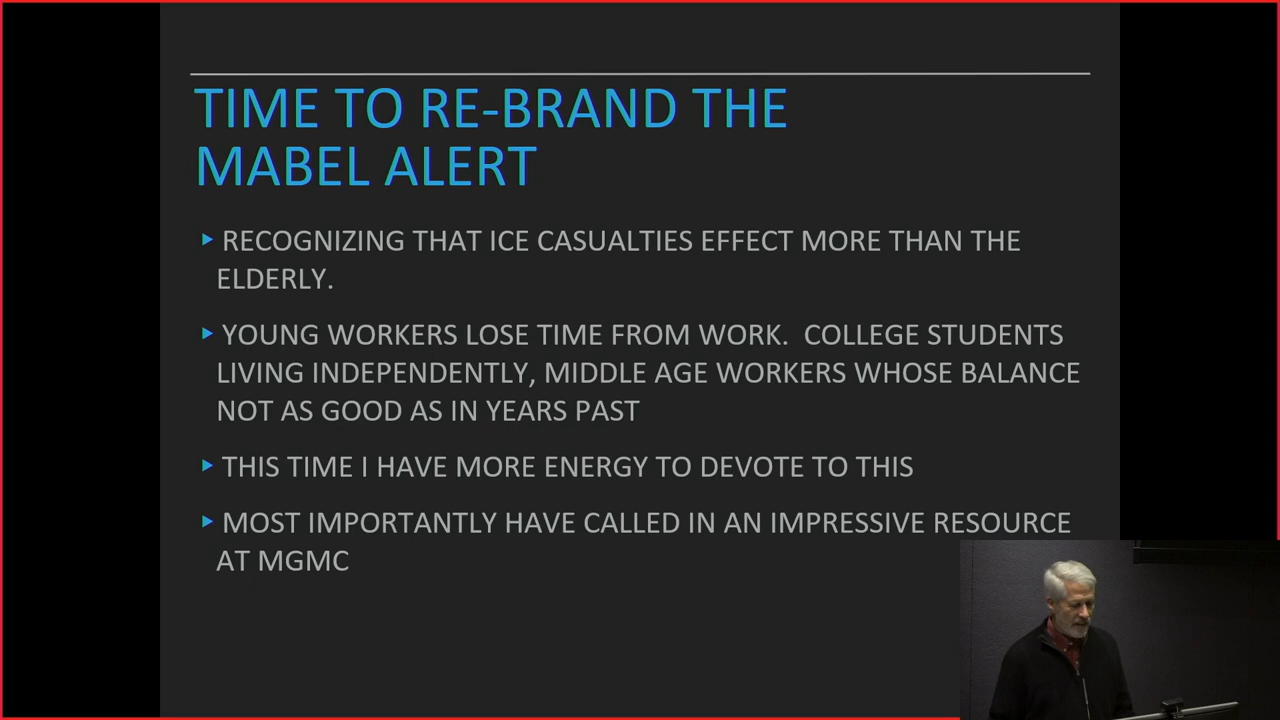 TIME TO RE-BRAND THE
MABEL ALERT
RECOGNIZING THAT ICE CASUALTIES EFFECT MORE THAN THE
ELDERLY.
YOUNG WORKERS LOSE TIME FROM WORK. COLLEGE STUDENTS
LIVING INDEPENDENTLY, MIDDLE AGE WORKERS WHOSE BALANCE
NOT AS GOOD AS IN YEARS PAST
THIS TIME I HAVE MORE ENERGY TO DEVOTE TO THIS
MOST IMPORTANTLY HAVE CALLED IN AN IMPRESSIVE RESOURCE
AT MGMC